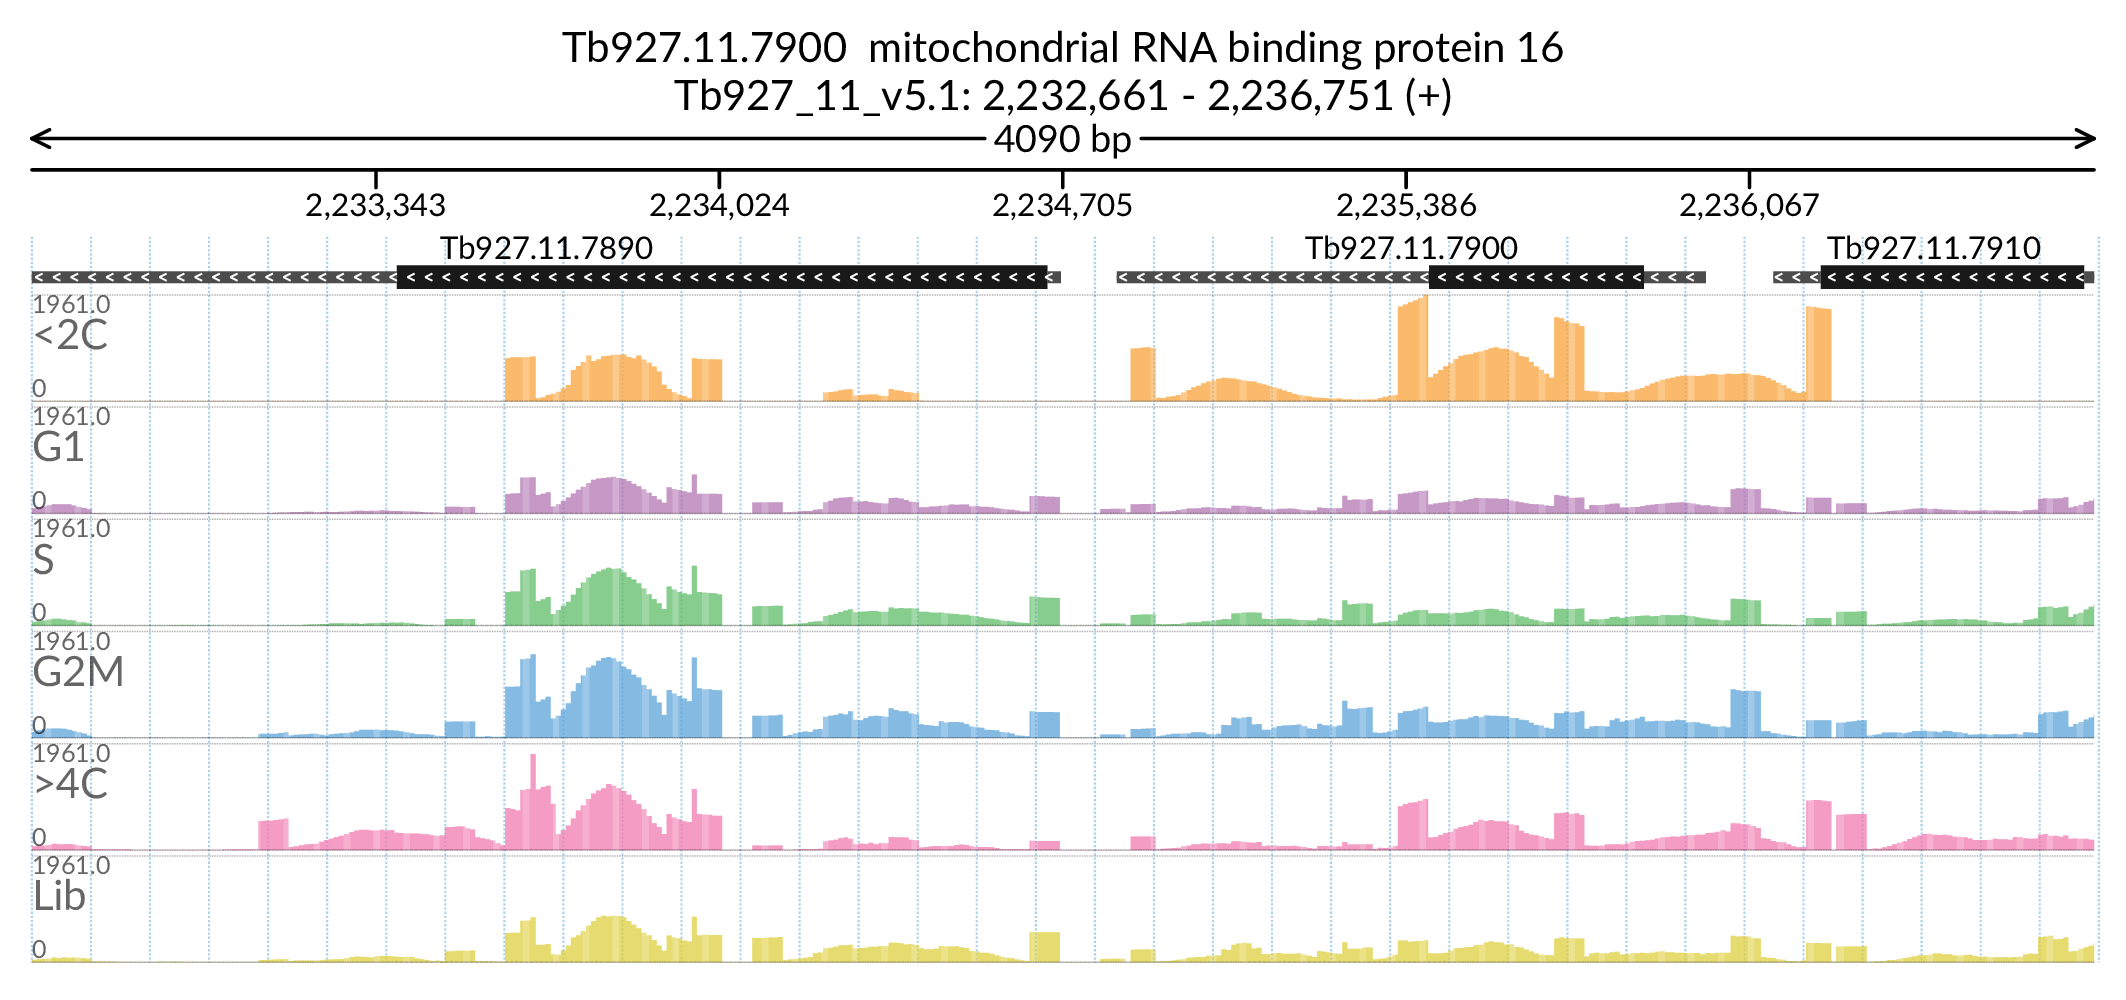 Tb927.11.7900  mitochondrial RNA binding protein 16
Tb927_11_v5.1: 2,232,661 - 2,236,751 (+)
4090 bp
2,233,343 2,234,024 2,234,705 2,235,386 2,236,067
Tb927.11.7890 Tb927.11.7900 Tb927.11.7910
1961.0
<2C
0
1961.0
G1
0
1961.0
S
0
1961.0
G2M
0
1961.0
>4C
0
1961.0
Lib
0